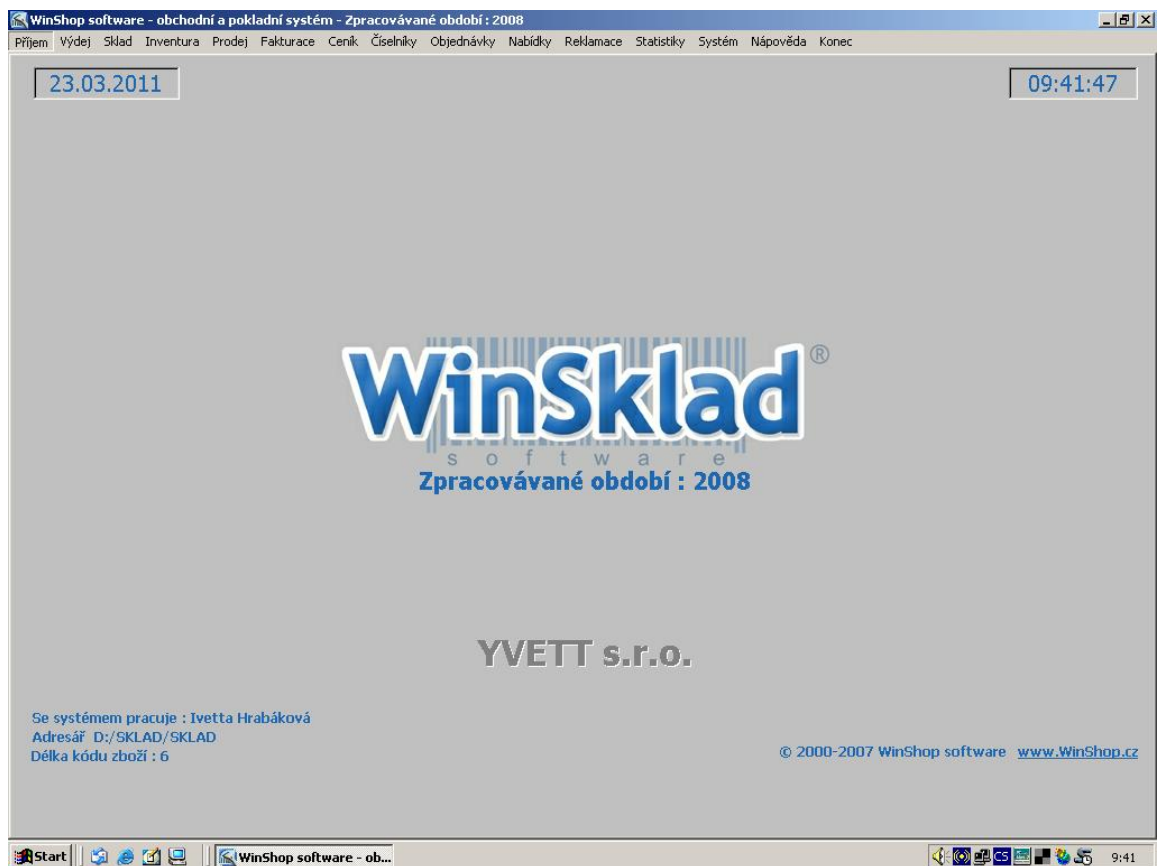 WinShop software - obchodní a pokladní systém - Zpracovávané období : 2008
Příjem Výdej Sklad Inventura Prodej Fakturace Ceník Číselníky Objednávky Nabídky Reklamace Statistiky Systém Nápověda Konec
23.03.2011 09:41:47
WinSklad ®
software
Zpracovávané období : 2008
YVETT s.r.o.
Se systémem pracuje : Ivetta Hrabáková
Adresář D:/SKLAD/SKLAD
Délka kódu zboží : 6
© 2000-2007 WinShop software www.WinShop.cz
Start WinShop software - ob... CS 9:41